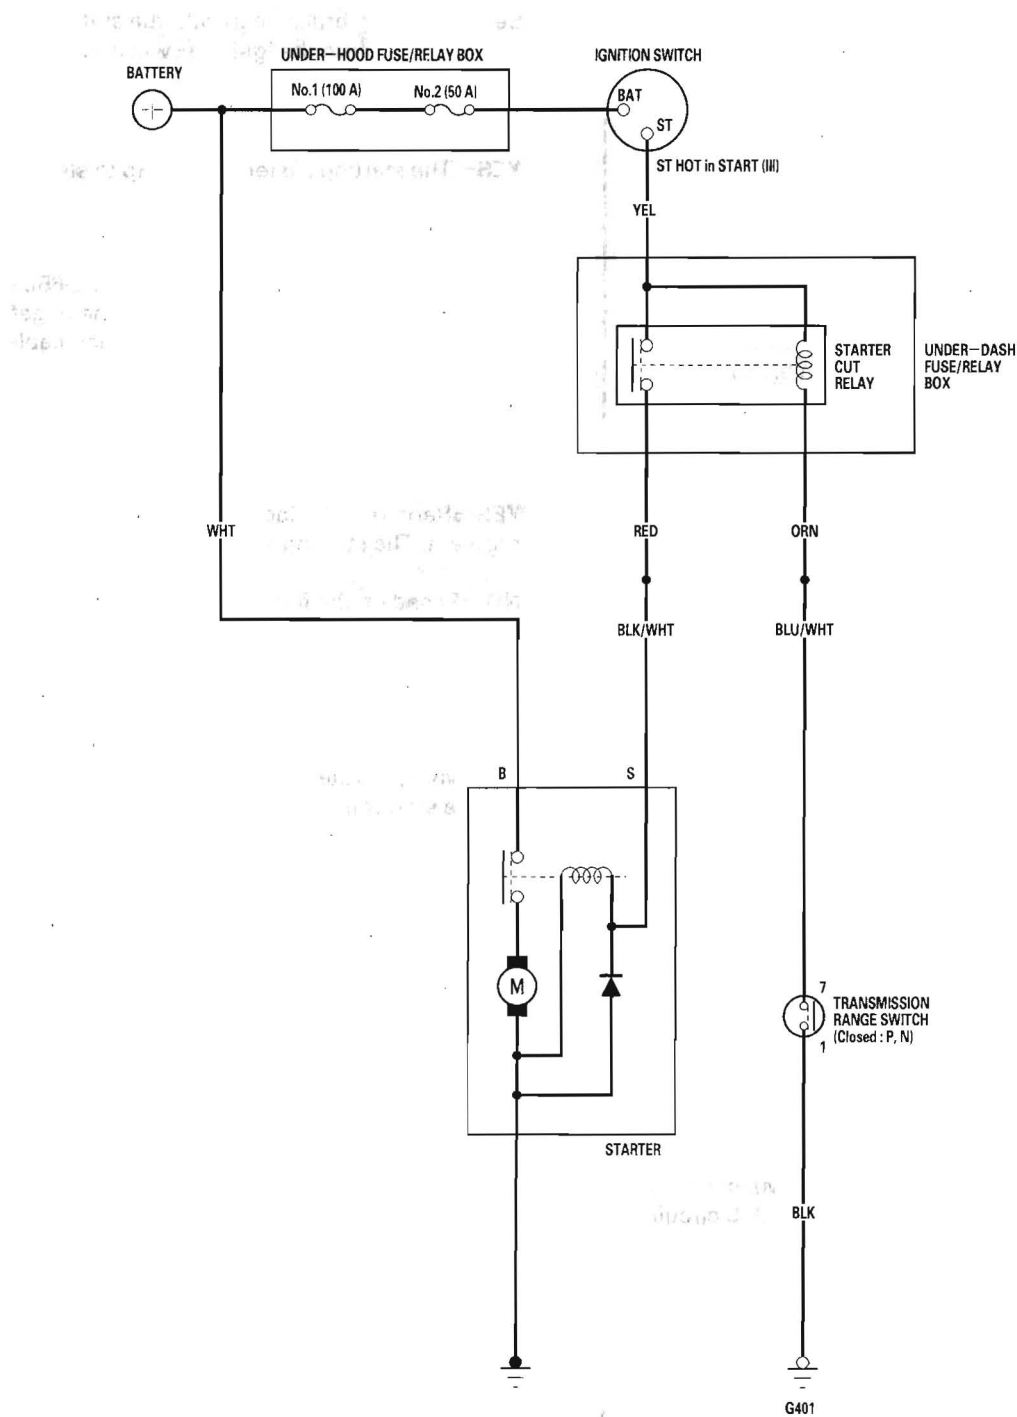 BATTERY
UNDER-HOOD FUSE/RELAY BOX
No.1 (100 A)
No.2 (50 A)
IGNITION SWITCH
BAT
ST
ST HOT in START (III)
YEL
STARTER
CUT
RELAY
UNDER-DASH
FUSE/RELAY
BOX
WHT
RED
ORN
BLK/WHT
BLU/WHT
B
S
M
7
TRANSMISSION
RANGE SWITCH
(Closed : P, N)
1
STARTER
BLK
G401